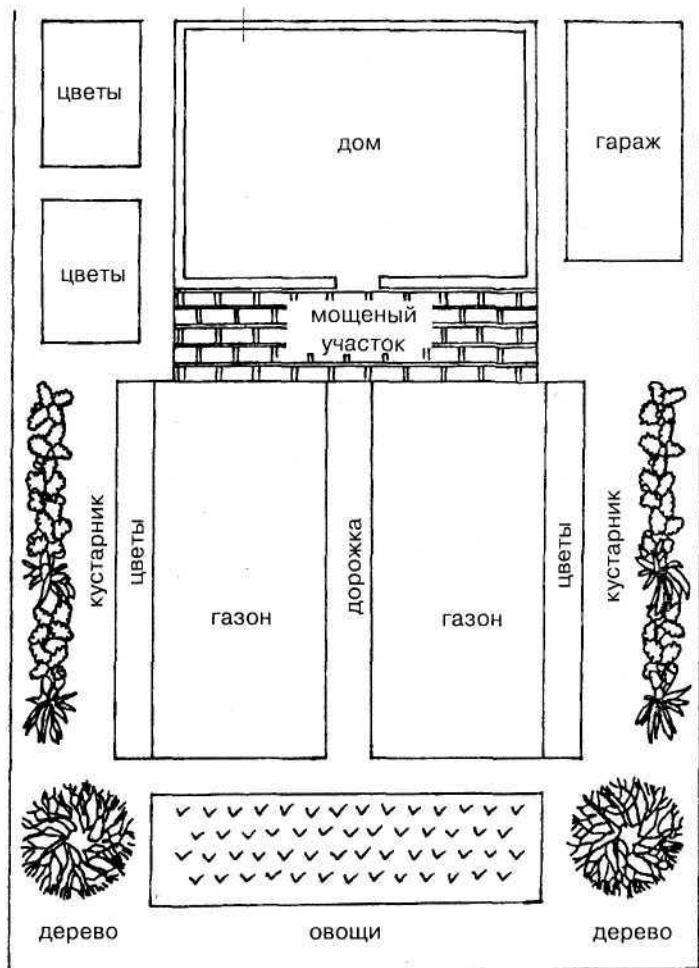 цветы
дом
гараж
цветы
мощеный
участок
кустарник
цветы
газон
дорожка
газон
цветы
кустарник
дерево
овощи
дерево